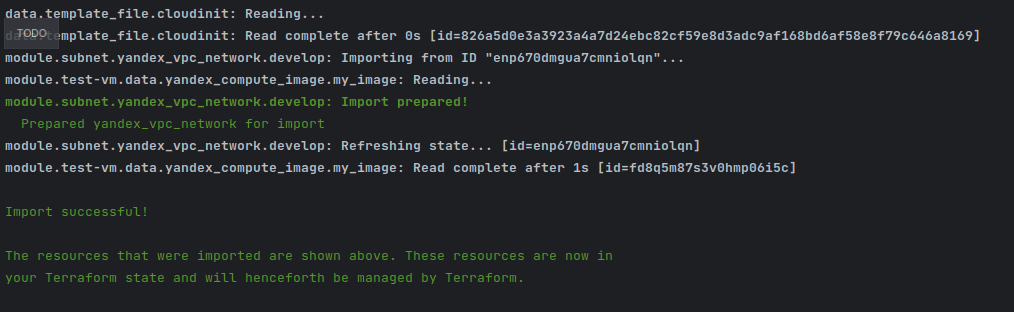 data.template_file.cloudinit: Reading...
TODO
data.template_file.cloudinit: Read complete after 0s [id=826a5d0e3a3923a4a7d24ebc82cf59e8d3adc9af168bd6af58e8f79c646a8169]
module.subnet.yandex_vpc_network.develop: Importing from ID "enp670dmgua7cmniolqn"...
module.test-vm.data.yandex_compute_image.my_image: Reading...
module.subnet.yandex_vpc_network.develop: Import prepared!
  Prepared yandex_vpc_network for import
module.subnet.yandex_vpc_network.develop: Refreshing state... [id=enp670dmgua7cmniolqn]
module.test-vm.data.yandex_compute_image.my_image: Read complete after 1s [id=fd8q5m87s3v0hmp06i5c]
Import successful!
The resources that were imported are shown above. These resources are now in
your Terraform state and will henceforth be managed by Terraform.